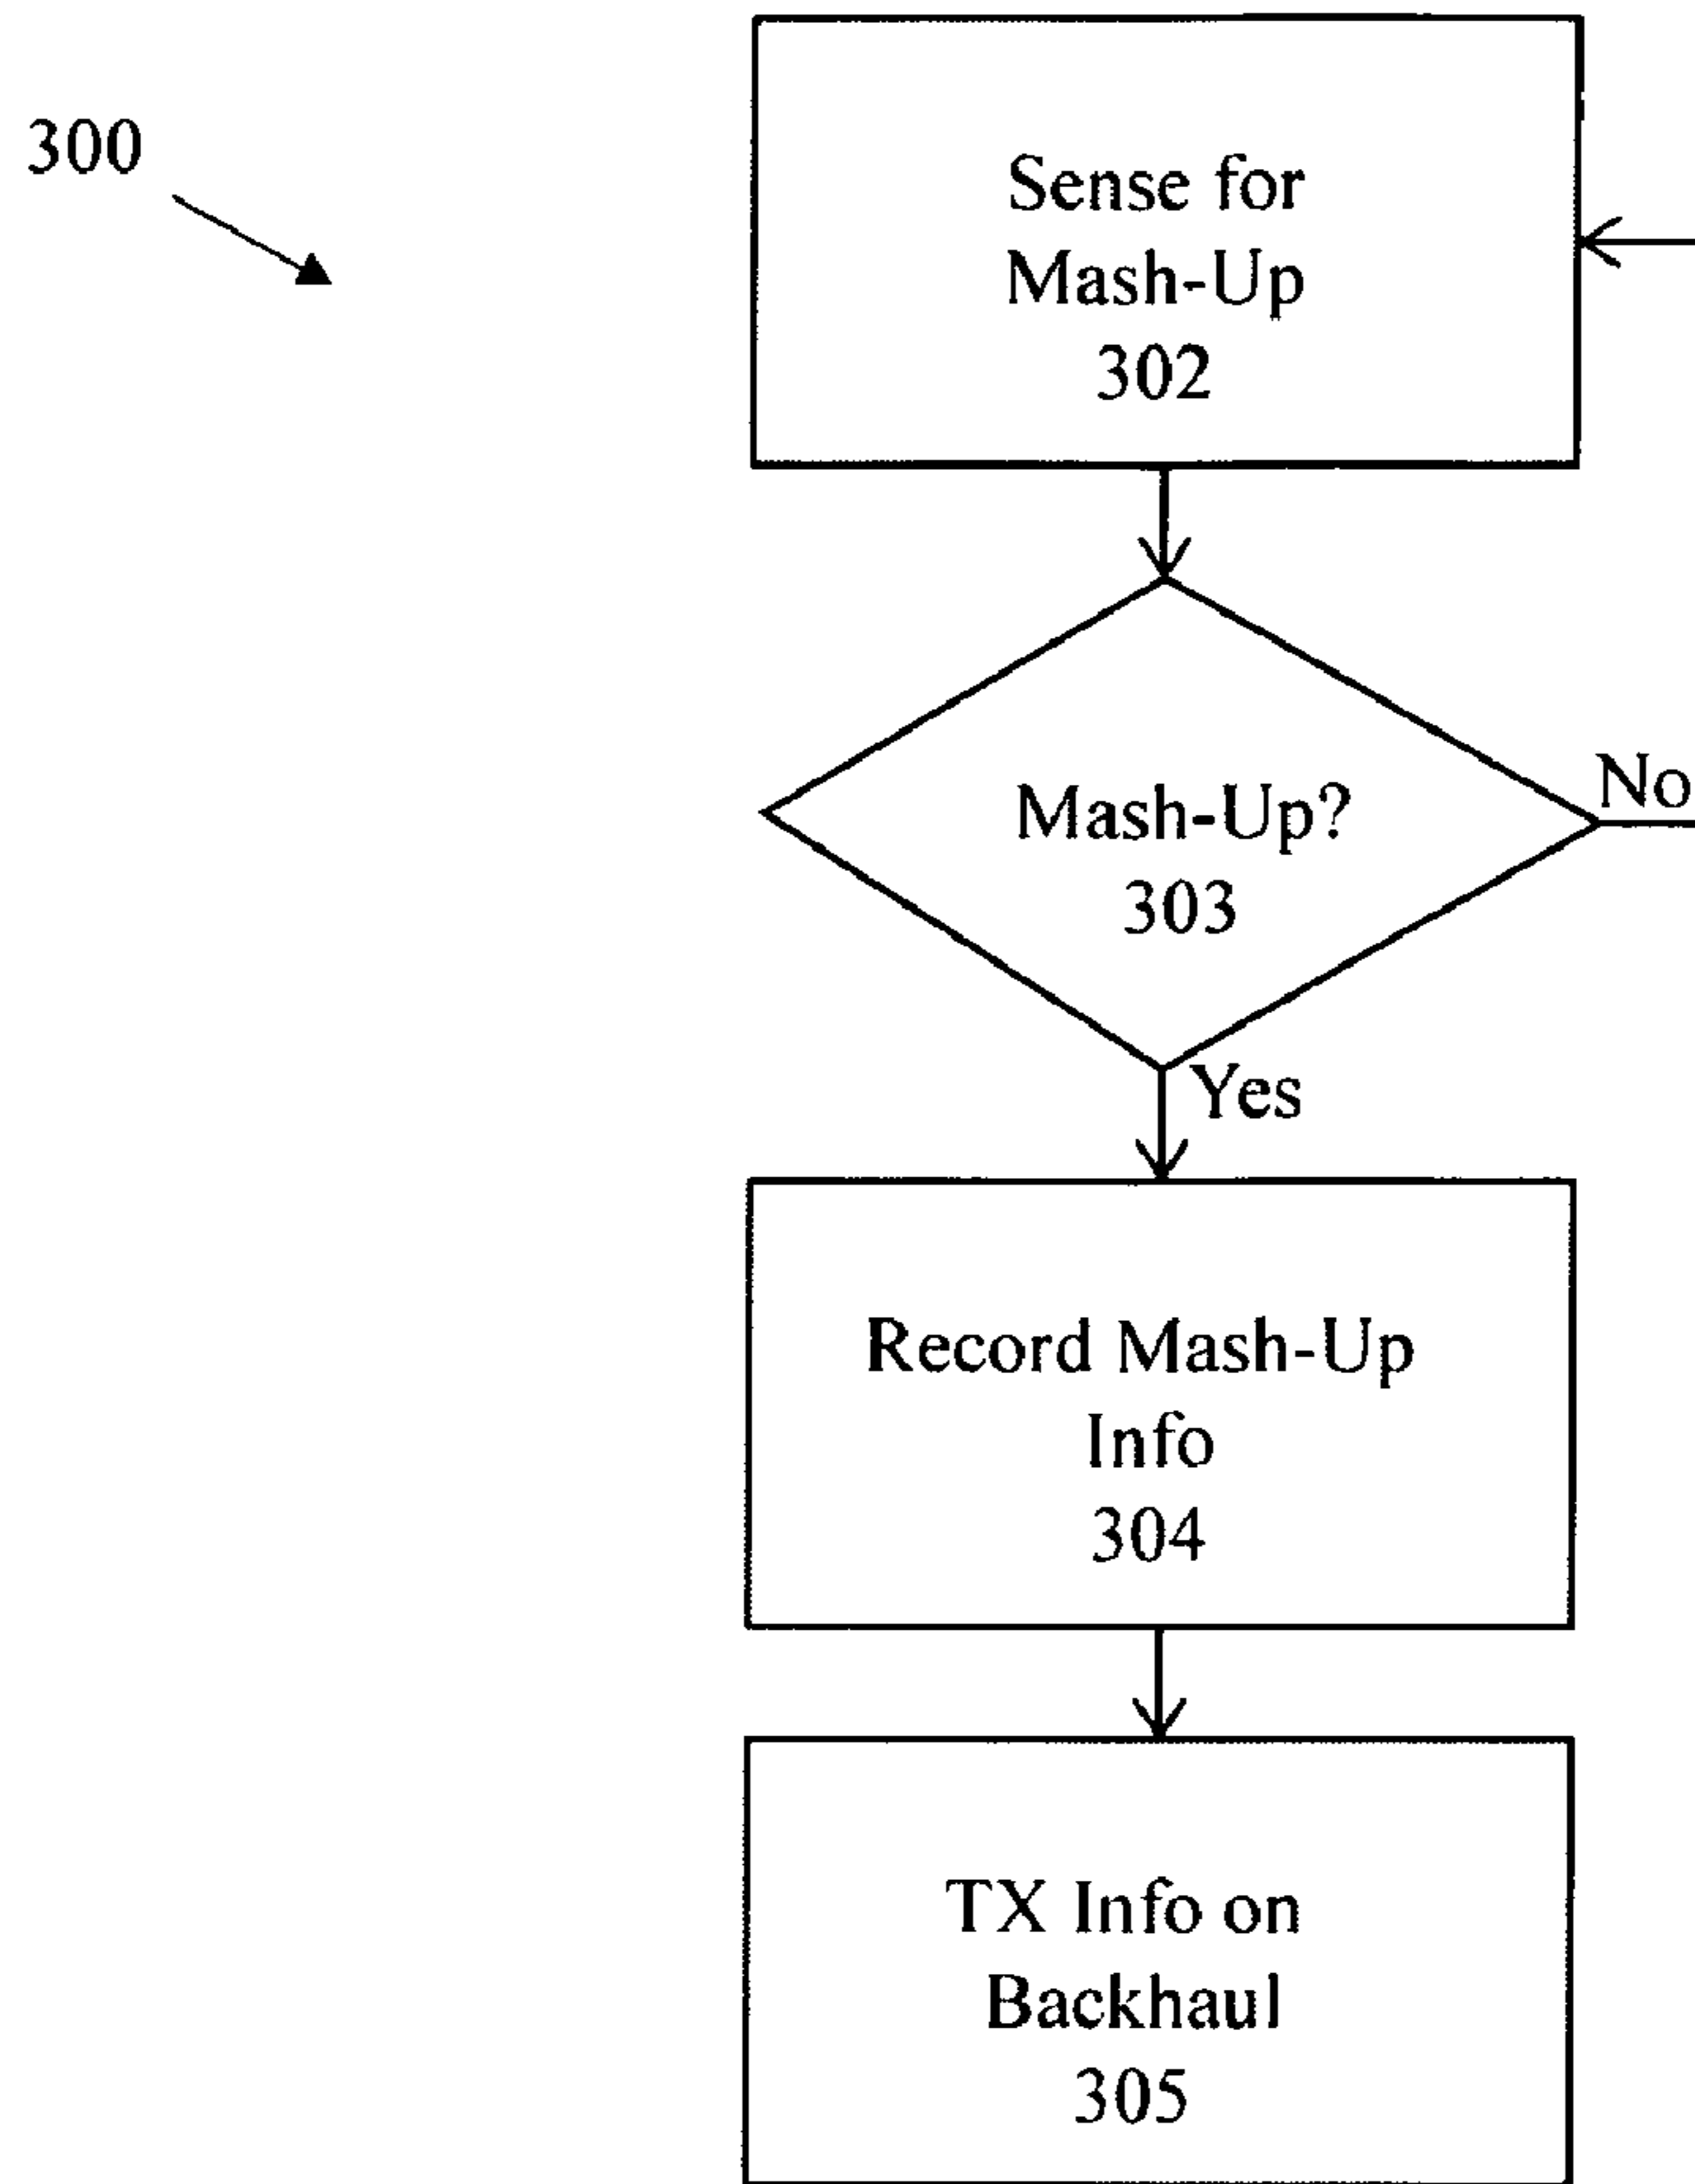 300
Sense for
Mash-Up
302
Mash-Up?
303
No
Yes
Record Mash-Up
Info
304
TX Info on
Backhaul
305